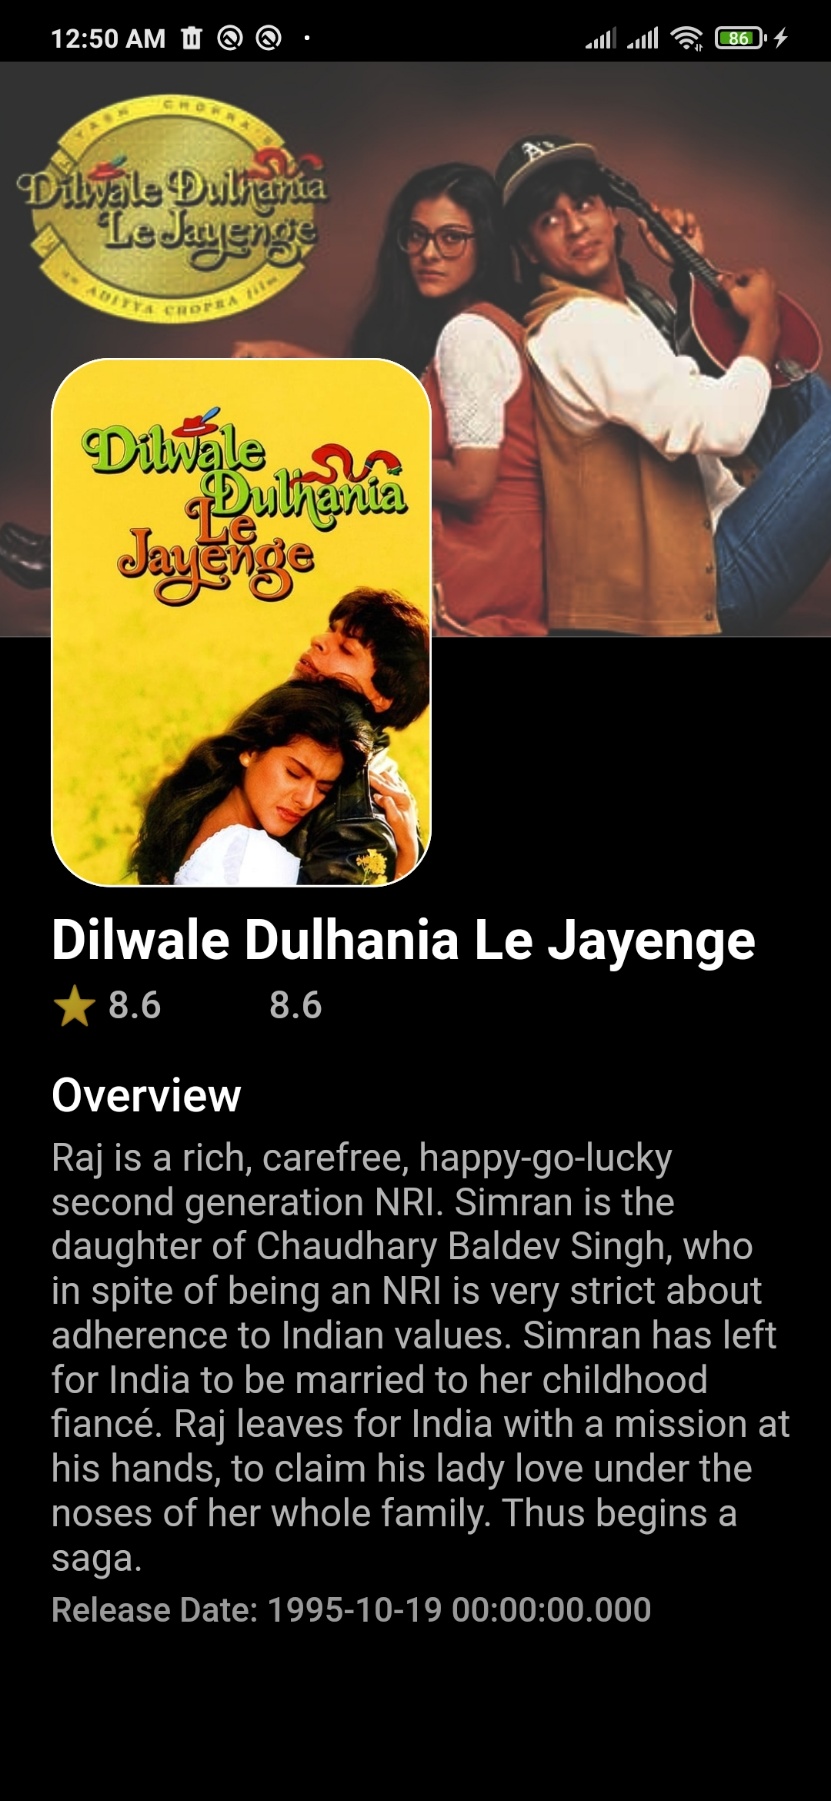 12:50 AM
86
YASH CHOPRA'S
Dilwale Dulhania
Le Jayenge
an ADITYA CHOPRA film
A's
Dilwale
Dulhania
Le
Jayenge
Dilwale Dulhania Le Jayenge
8.6 8.6
Overview
Raj is a rich, carefree, happy-go-lucky
second generation NRI. Simran is the
daughter of Chaudhary Baldev Singh, who
in spite of being an NRI is very strict about
adherence to Indian values. Simran has left
for India to be married to her childhood
fiancé. Raj leaves for India with a mission at
his hands, to claim his lady love under the
noses of her whole family. Thus begins a
saga.
Release Date: 1995-10-19 00:00:00.000